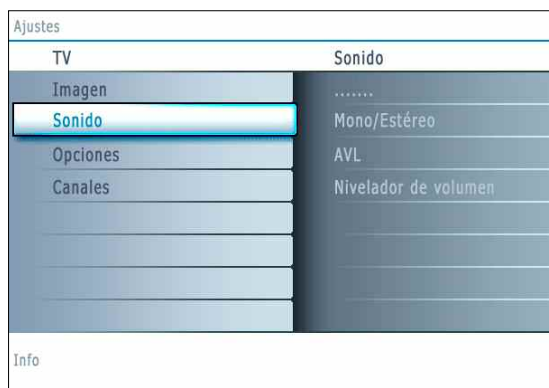 Ajustes
TV Sonido
Imagen .......
Sonido Mono/Estéreo
Opciones AVL
Canales Nivelador de volumen
Info